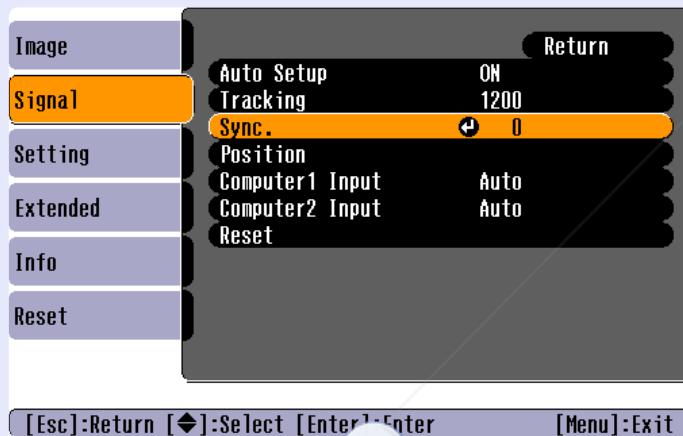 Image
Signal
Setting
Extended
Info
Reset
Return
Auto Setup ON
Tracking 1200
Sync. 0
Position
Computer1 Input Auto
Computer2 Input Auto
Reset
[Esc]:Return [◆]:Select [Enter]:Enter [Menu]:Exit